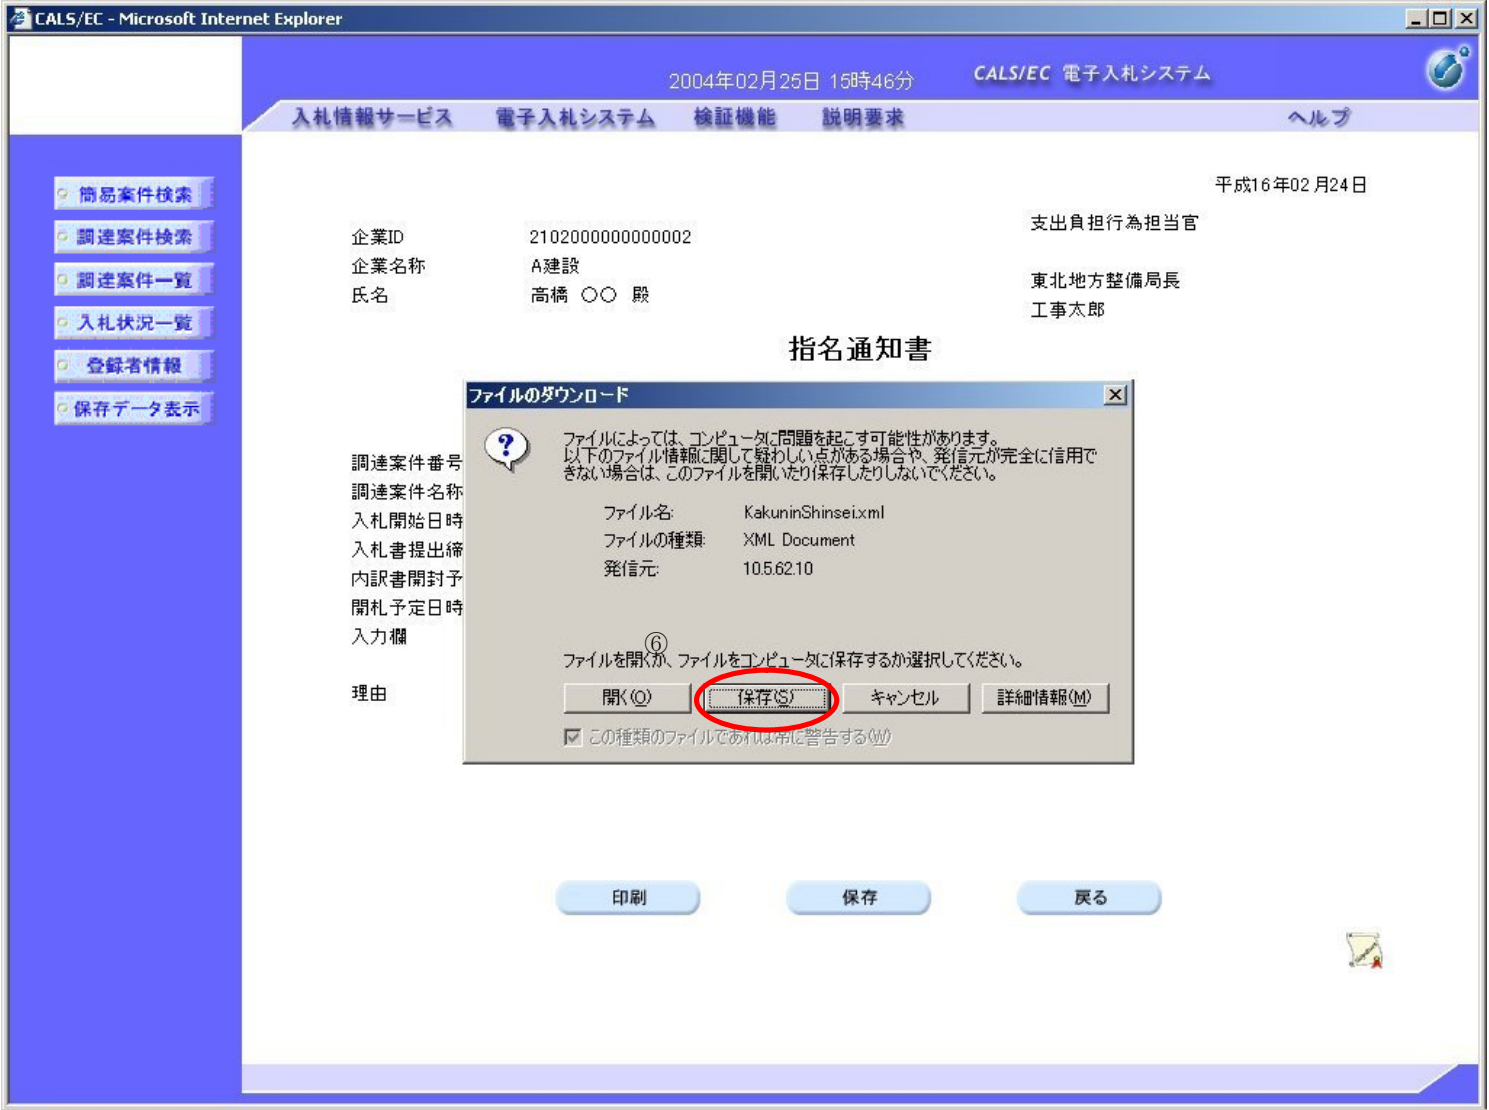 CALS/EC - Microsoft Internet Explorer
2004年02月25日 15時46分
CALS/EC 電子入札システム
入札情報サービス 電子入札システム 検証機能 説明要求 ヘルプ
簡易案件検索
調達案件検索
調達案件一覧
入札状況一覧
登録者情報
保存データ表示
平成16年02月24日
支出負担行為担当官
企業ID 2102000000000002
企業名称 A建設
氏名 高橋 〇〇 殿
東北地方整備局長
工事太郎
指名通知書
調達案件番号
調達案件名称
入札開始日時
入札書提出締
内訳書開封予
開札予定日時
入力欄
理由
ファイルのダウンロード
ファイルによっては、コンピュータに問題を起こす可能性があります。
以下のファイル情報に関して疑わしい点がある場合や、発信元が完全に信用で
きない場合は、このファイルを開いたり保存したりしないでください。
ファイル名: KakuninShinsei.xml
ファイルの種類: XML Document
発信元: 10.5.62.10
⑥
ファイルを開くか、ファイルをコンピュータに保存するか選択してください。
開く(O) 保存(S) キャンセル 詳細情報(M)
この種類のファイルであれば常に警告する(W)
印刷 保存 戻る